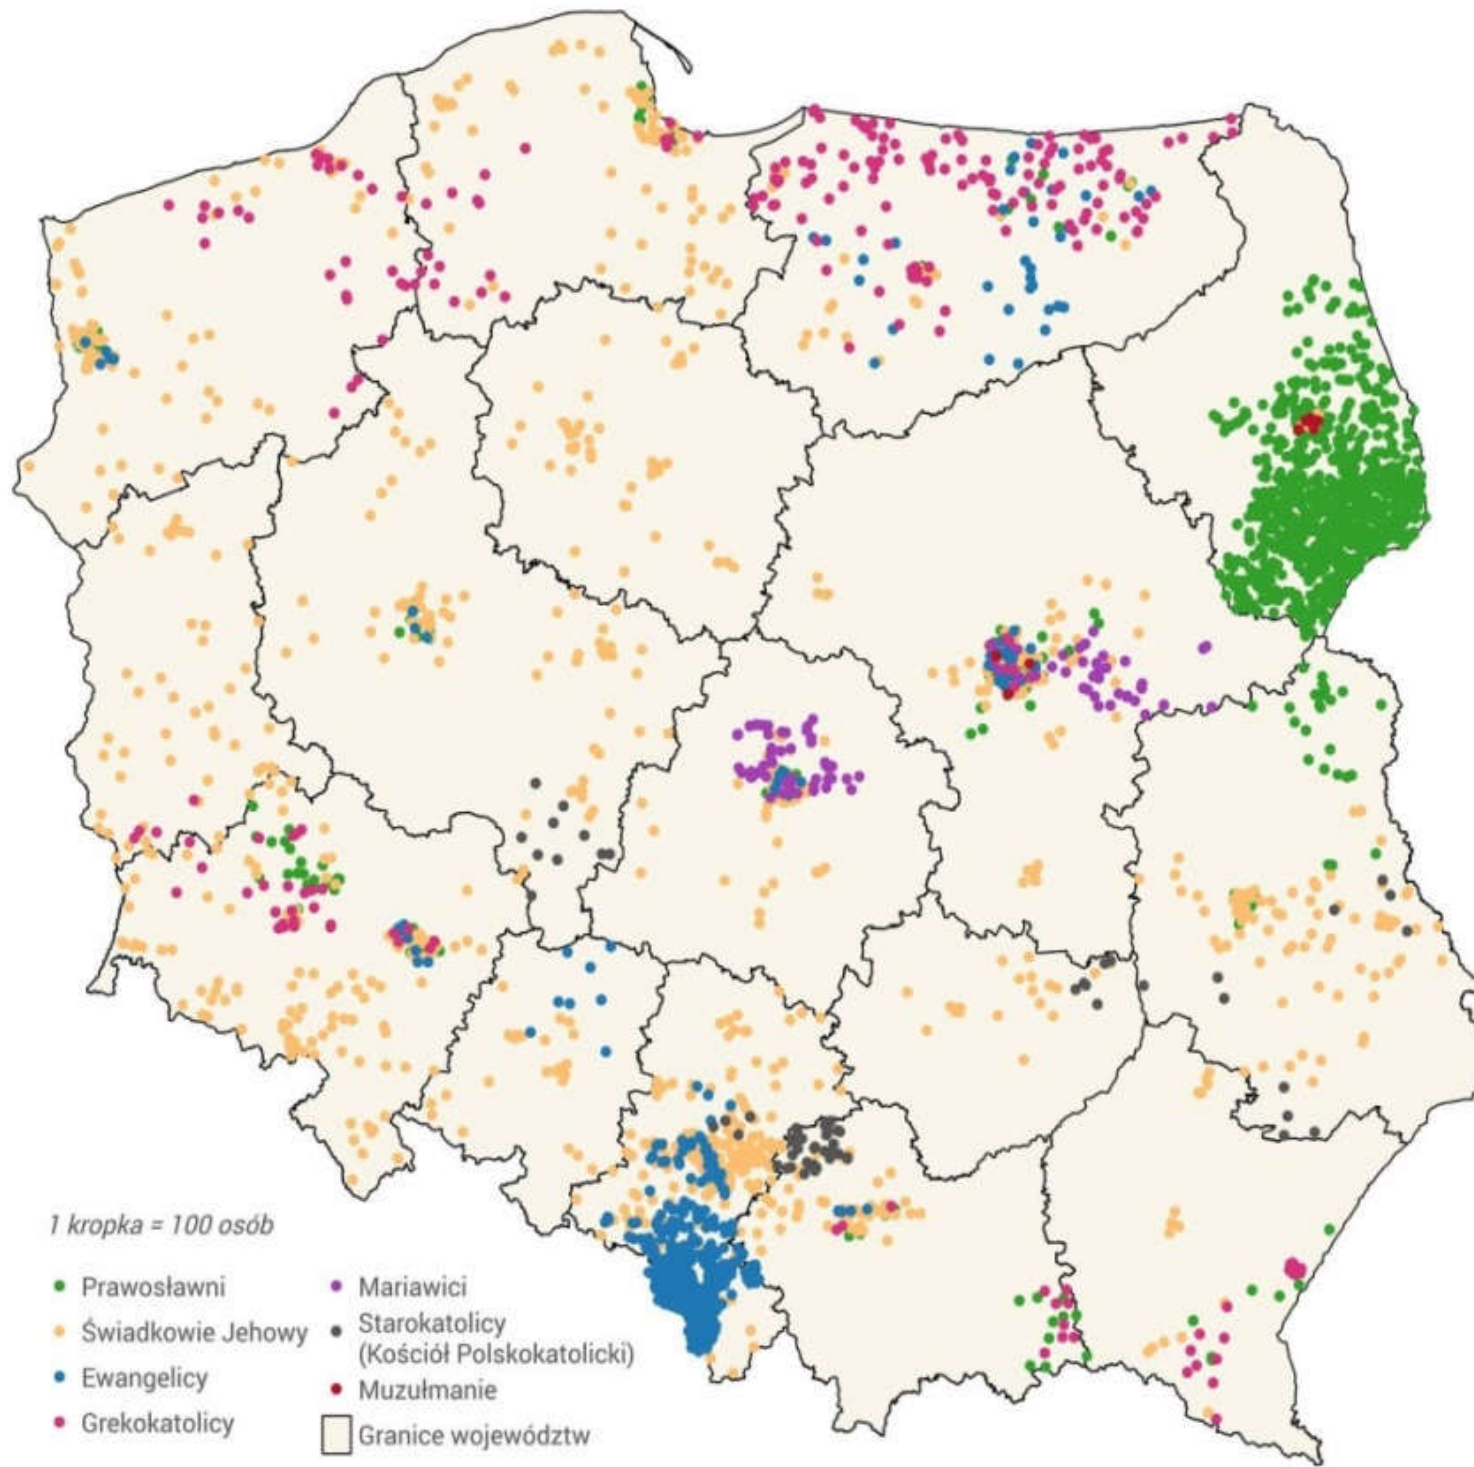 1 kropka = 100 osób
Prawosławni
Świadkowie Jehowy
Ewangelicy
Grekokatolicy
Mariawici
Starokatolicy
(Kościół Polskokatolicki)
Muzułmanie
Granice województw